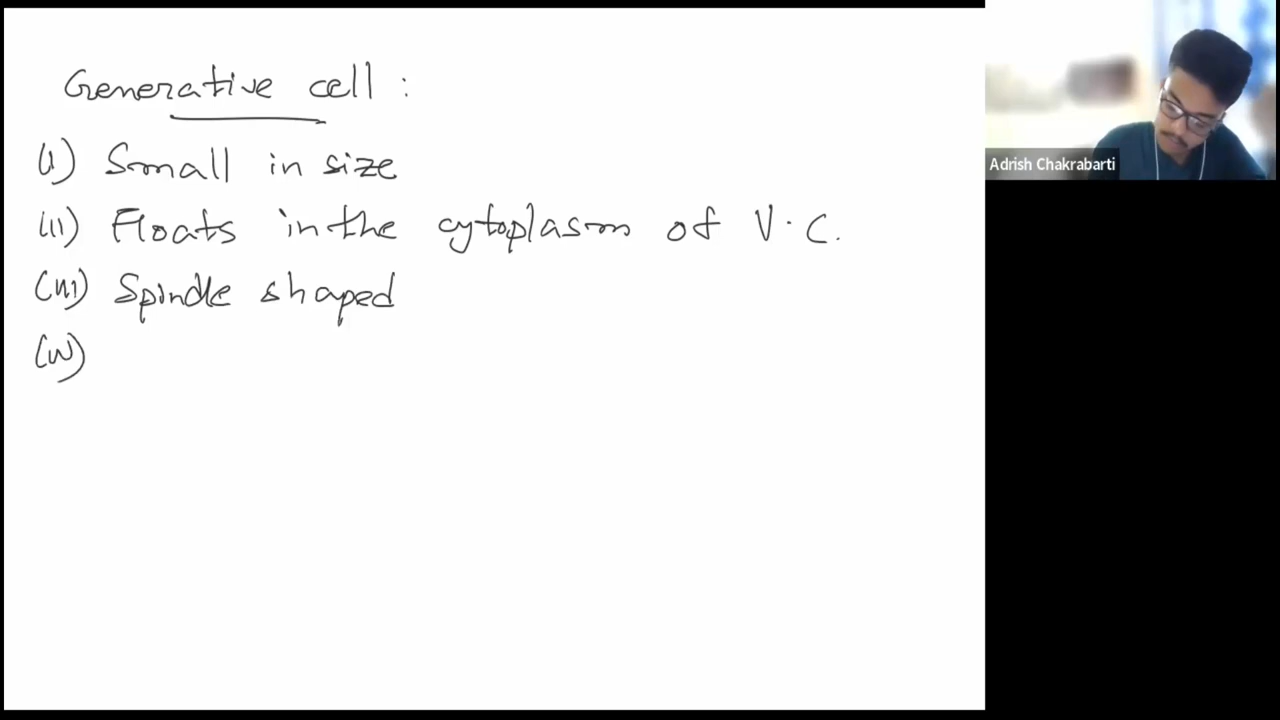 Generative cell :
(i) Small in size
(ii) Floats in the cytoplasm of V.C.
(iii) Spindle shaped
(iv)
Adrish Chakrabarti